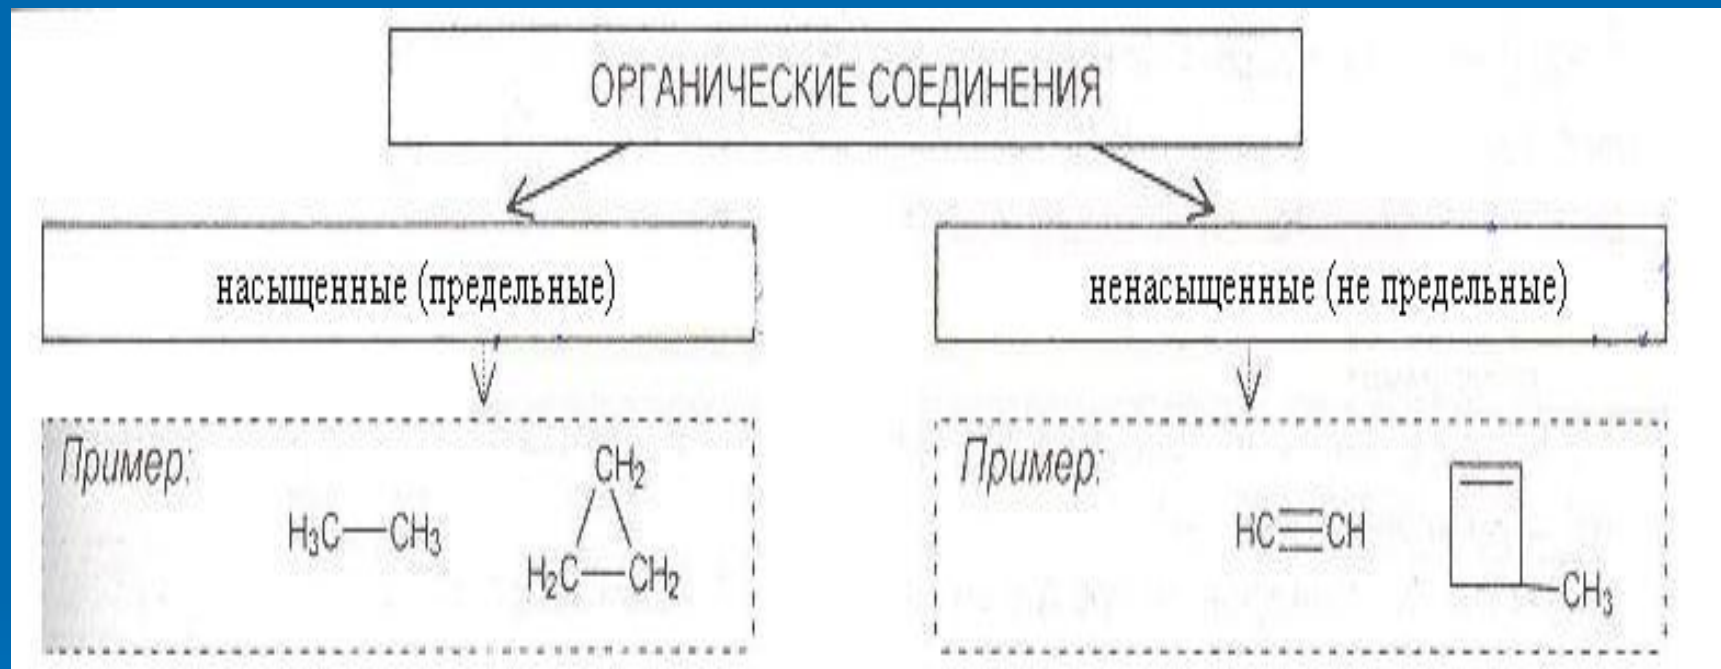 ОРГАНИЧЕСКИЕ СОЕДИНЕНИЯ
насыщенные (предельные)
ненасыщенные (не предельные)
Пример:
CH₂
H₃C—CH₃
H₂C—CH₂
Пример:
HC≡CH
CH₃